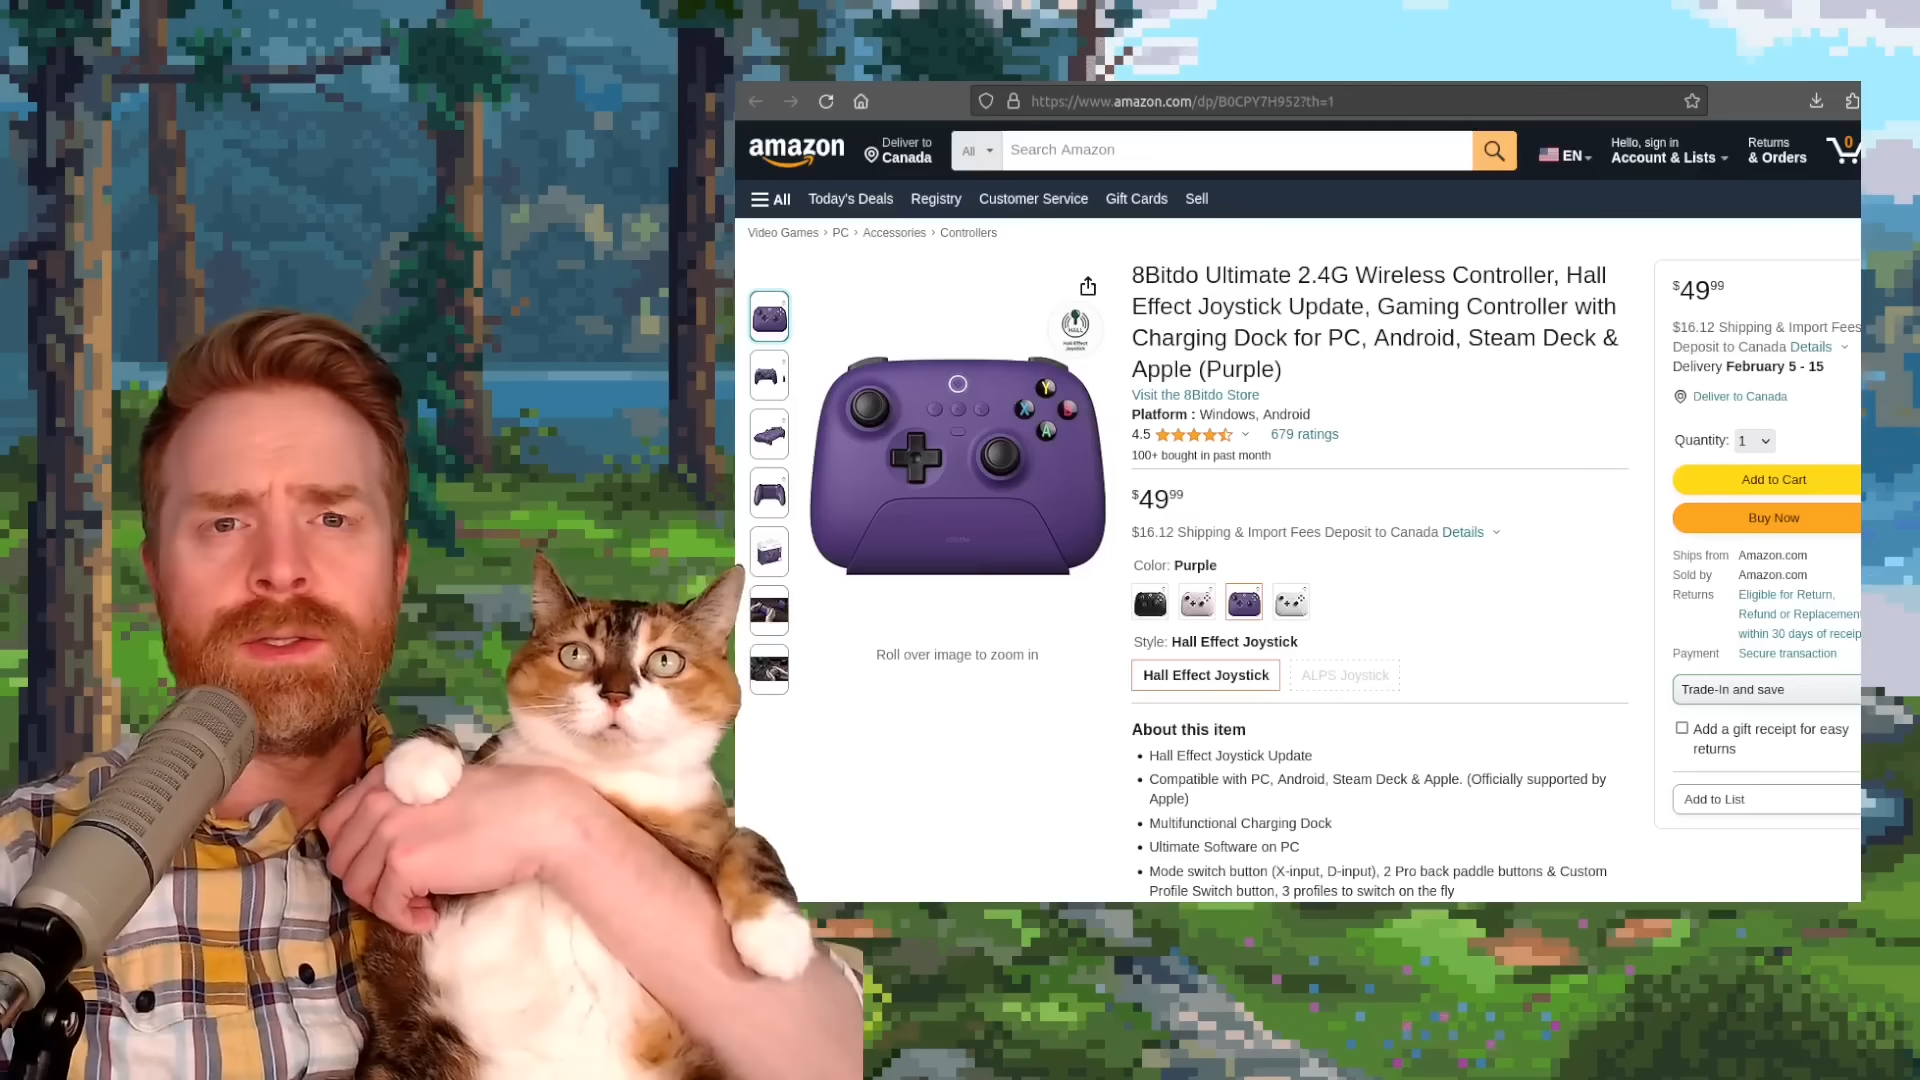 https://www.amazon.com/dp/B0CPY7H952?th=1
amazon
Deliver to
Canada
All
Search Amazon
EN
Hello, sign in
Account & Lists
Returns
& Orders
0
All
Today's Deals
Registry
Customer Service
Gift Cards
Sell
Video Games › PC › Accessories › Controllers
HALL
Hall Effect
Joystick
Y
X
B
A
Roll over image to zoom in
8Bitdo Ultimate 2.4G Wireless Controller, Hall
Effect Joystick Update, Gaming Controller with
Charging Dock for PC, Android, Steam Deck &
Apple (Purple)
Visit the 8Bitdo Store
Platform : Windows, Android
4.5
679 ratings
100+ bought in past month
$49.99
$16.12 Shipping & Import Fees Deposit to Canada Details
Color: Purple
Style: Hall Effect Joystick
Hall Effect Joystick
ALPS Joystick
About this item
• Hall Effect Joystick Update
• Compatible with PC, Android, Steam Deck & Apple. (Officially supported by
Apple)
• Multifunctional Charging Dock
• Ultimate Software on PC
• Mode switch button (X-input, D-input), 2 Pro back paddle buttons & Custom
Profile Switch button, 3 profiles to switch on the fly
$49.99
$16.12 Shipping & Import Fees
Deposit to Canada Details
Delivery February 5 - 15
Deliver to Canada
Quantity: 1
Add to Cart
Buy Now
Ships from Amazon.com
Sold by Amazon.com
Returns Eligible for Return,
Refund or Replacement
within 30 days of receip
Payment Secure transaction
Trade-In and save
Add a gift receipt for easy
returns
Add to List